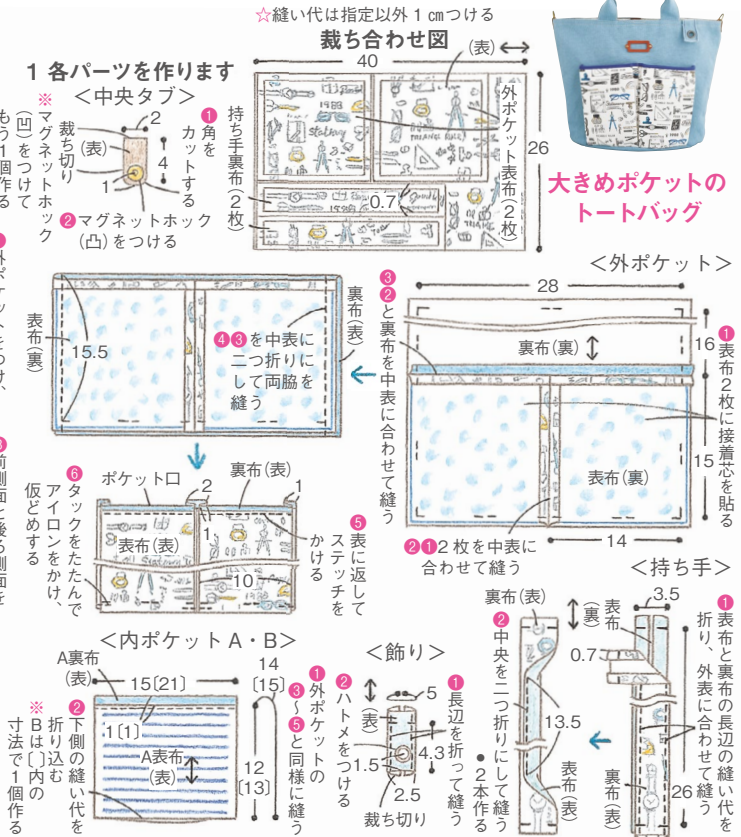 ☆縫い代は指定以外1㎝つける
裁ち合わせ図
(表)
40
26
外ポケット表布(2枚)
持ち手裏布(2枚)
0.7
大きめポケットの
トートバッグ
1 各パーツを作ります
<中央タブ>
2
❶角を
カットする
(表)
裁ち切り
4
1
❷マグネットホック
(凸)をつける
※
マグネットホック
(凹)をつけて
もう1個作る
<外ポケット>
28
❶表布2枚に接着芯を貼る
16
裏布(裏)
15
表布(裏)
14
❷❶2枚を中表に
合わせて縫う
❸❷と裏布を中表に合わせて縫う
裏布(表)
表布(裏)
15.5
❹❸を中表に
二つ折りに
して両脇を
縫う
ポケット口
2
裏布(表)
1
1
表布(表)
10
❺表に返して
ステッチを
かける
❻タックをたたんで
アイロンをかけ、
仮どめする
<内ポケットA・B>
A裏布
(表)
15〔21〕
14
〔15〕
1〔1〕
A表布
(表)
12
〔13〕
❶外ポケットの
❸〜❺と同様に縫う
❷下側の縫い代を
折り込む
※
Bは〔〕内の
寸法で1個作る
<飾り>
5
(表)
4.3
1.5
2.5
裁ち切り
❶長辺を折って縫う
❷ハトメをつける
<持ち手>
3.5
表布
(裏)
0.7
26
裏布(表)
❶表布と裏布の長辺の縫い代を
折り、外表に合わせて縫う
裏布(表)
13.5
表布(表)
❷中央を二つ折りにして縫う
●2本作る